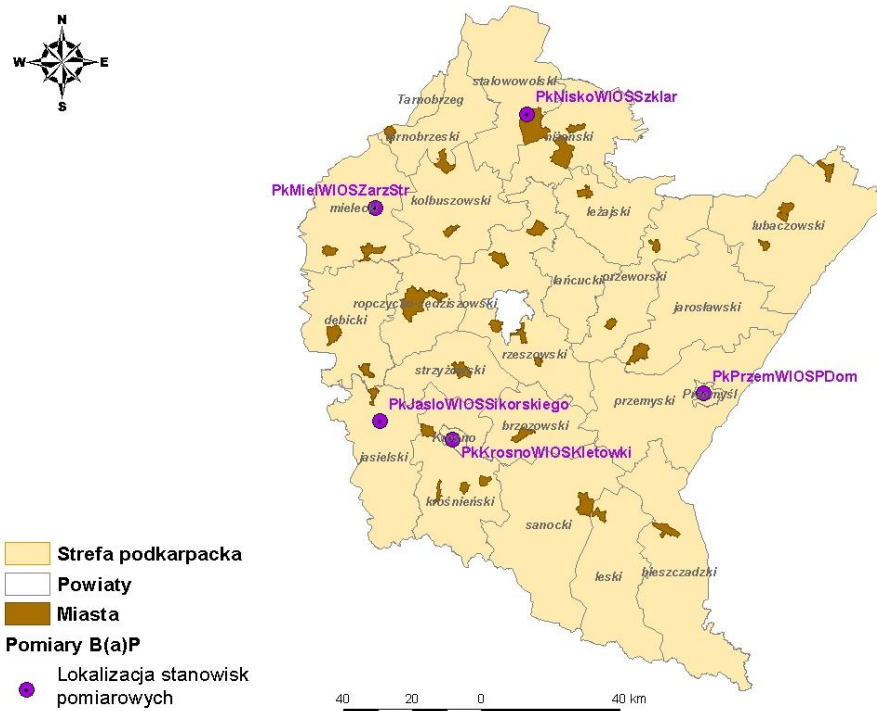 N
W E
S
stalowowolski
PkNiskoWIOSSzklar
Tarnobrzeg
tarnobrzeski
niżański
PkMielWIOSZarzStr
mielecki
kolbuszowski
leżajski
lubaczowski
łańcucki
przeworski
ropczycko-sędziszowski
jarosławski
dębicki
rzeszowski
strzyżowski
PkPrzemWIOSPDom
przemyski
Przemyśl
PkJasloWIOSSikorskiego
brzozowski
Krosno
PkKrosnoWIOSKletowki
jasielski
krośnieński
sanocki
leski
bieszczadzki
Strefa podkarpacka
Powiaty
Miasta
Pomiary B(a)P
Lokalizacja stanowisk
pomiarowych
40 20 0 40 km